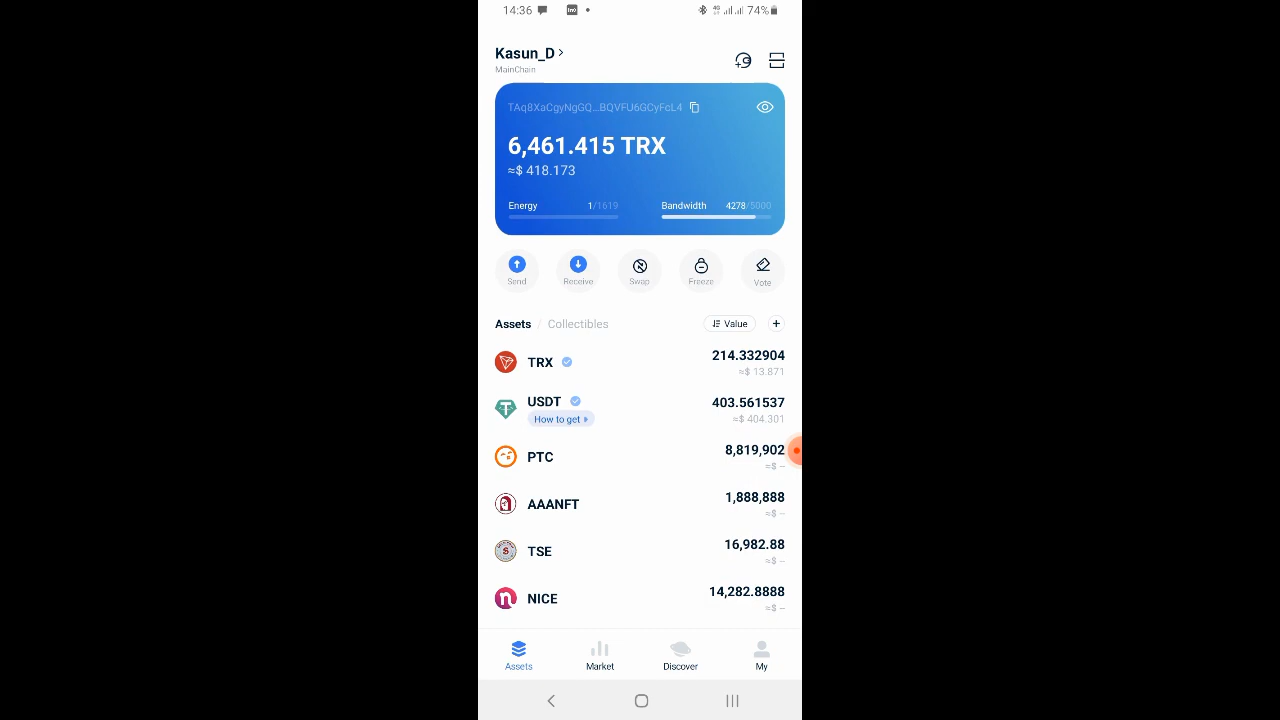 14:36 74%
Kasun_D
MainChain
TAq8XaCgyNgGQ...BQVFU6GCyFcL4
6,461.415 TRX
≈$ 418.173
Energy 1/1619 Bandwidth 4278/5000
Send Receive Swap Freeze Vote
Assets / Collectibles Value +
TRX 214.332904
≈$ 13.871
USDT 403.561537
How to get ≈$ 404.301
PTC 8,819,902
≈$ --
AAANFT 1,888,888
≈$ --
TSE 16,982.88
≈$ --
NICE 14,282.8888
≈$ --
Assets Market Discover My